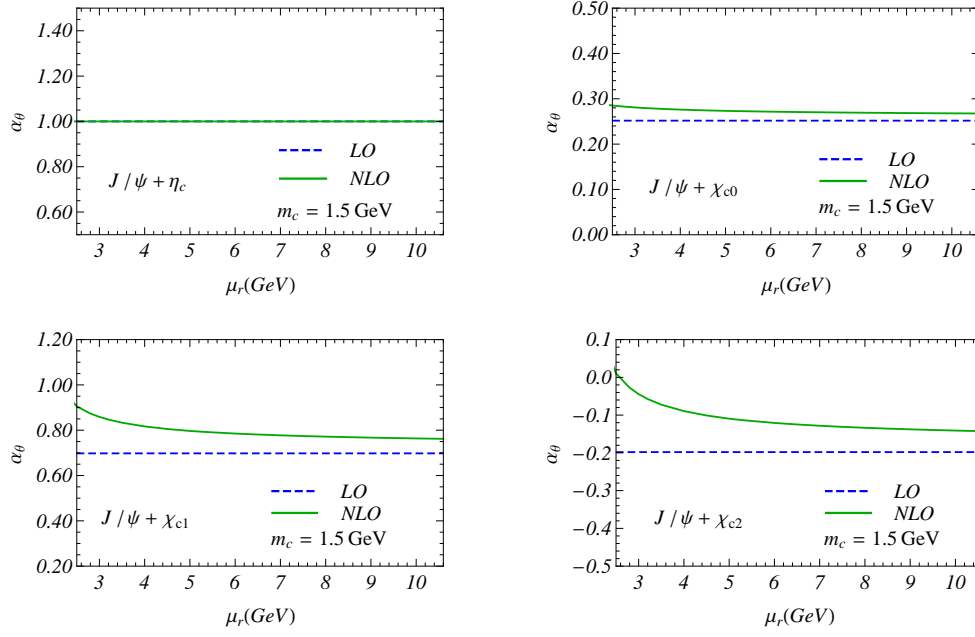 1.40
1.20
1.00
0.80
0.60
α_θ
LO
NLO
J/ψ + η_c
m_c = 1.5 GeV
3 4 5 6 7 8 9 10
μ_r(GeV)
0.50
0.40
0.30
0.20
0.10
0.00
α_θ
LO
NLO
J/ψ + χ_c0
m_c = 1.5 GeV
3 4 5 6 7 8 9 10
μ_r(GeV)
1.20
1.00
0.80
0.60
0.40
0.20
α_θ
LO
NLO
J/ψ + χ_c1
m_c = 1.5 GeV
3 4 5 6 7 8 9 10
μ_r(GeV)
0.1
0.0
−0.1
−0.2
−0.3
−0.4
−0.5
α_θ
LO
NLO
J/ψ + χ_c2
m_c = 1.5 GeV
3 4 5 6 7 8 9 10
μ_r(GeV)